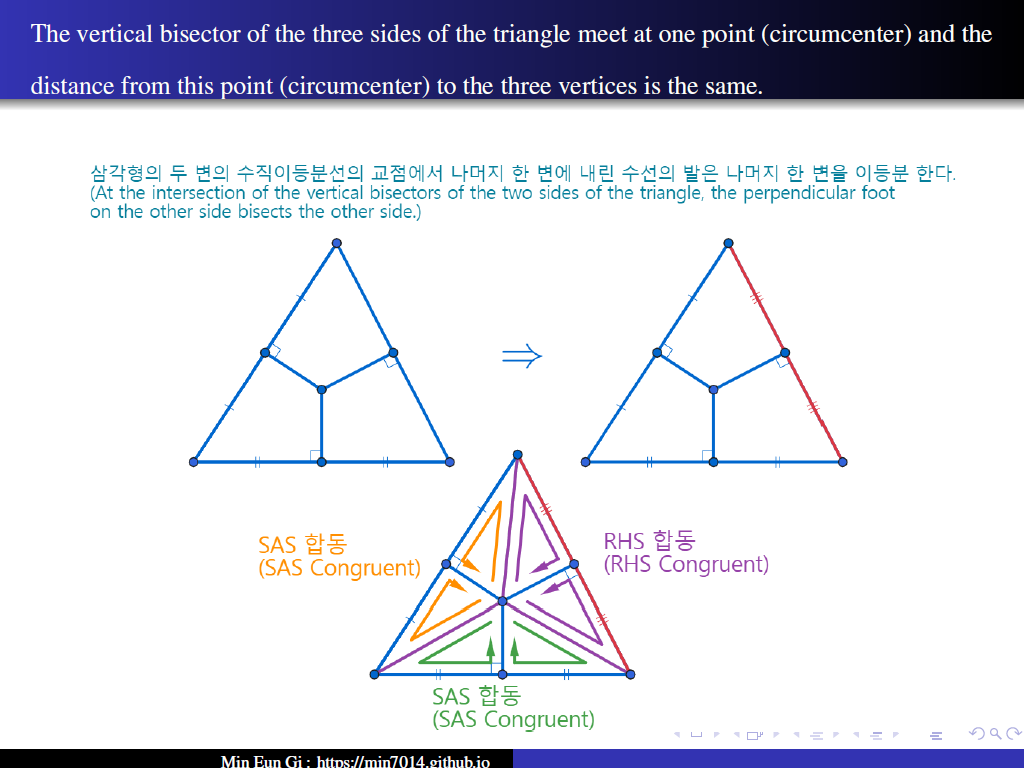 The vertical bisector of the three sides of the triangle meet at one point (circumcenter) and the
distance from this point (circumcenter) to the three vertices is the same.
삼각형의 두 변의 수직이등분선의 교점에서 나머지 한 변에 내린 수선의 발은 나머지 한 변을 이등분 한다.
(At the intersection of the vertical bisectors of the two sides of the triangle, the perpendicular foot
on the other side bisects the other side.)
⇒
SAS 합동
(SAS Congruent)
RHS 합동
(RHS Congruent)
SAS 합동
(SAS Congruent)
Min Eun Gi : https://min7014.github.io